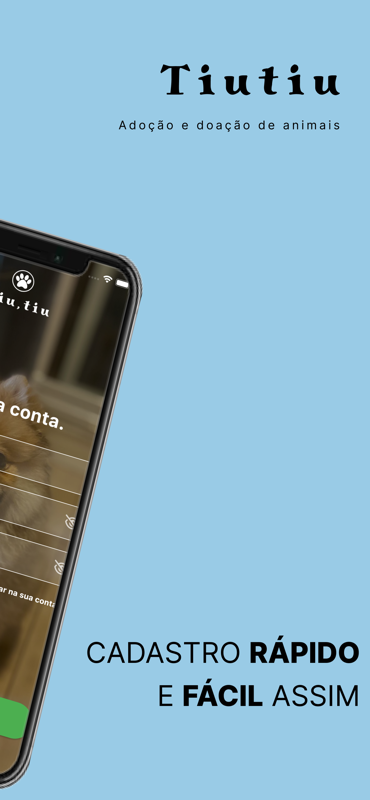 Tiutiu
Adoção e doação de animais
iu,tiu
a conta.
ar na sua conta
CADASTRO RÁPIDO
E FÁCIL ASSIM